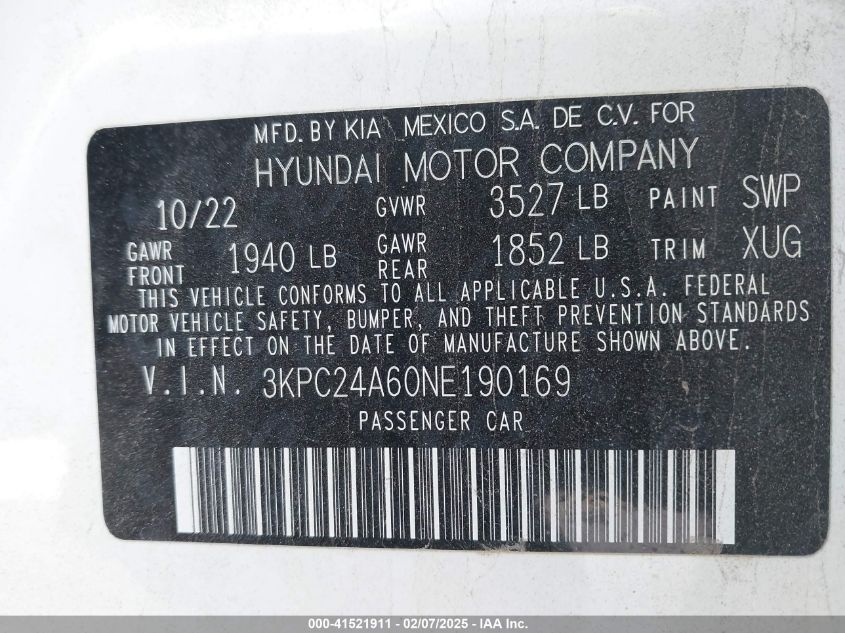 MFD. BY KIA MEXICO S.A. DE C.V. FOR
HYUNDAI MOTOR COMPANY
10/22 GVWR 3527 LB PAINT SWP
GAWR FRONT 1940 LB GAWR REAR 1852 LB TRIM XUG
THIS VEHICLE CONFORMS TO ALL APPLICABLE U.S.A. FEDERAL
MOTOR VEHICLE SAFETY, BUMPER, AND THEFT PREVENTION STANDARDS
IN EFFECT ON THE DATE OF MANUFACTURE SHOWN ABOVE.
V.I.N. 3KPC24A60NE190169
PASSENGER CAR
000-41521911 - 02/07/2025 - IAA Inc.